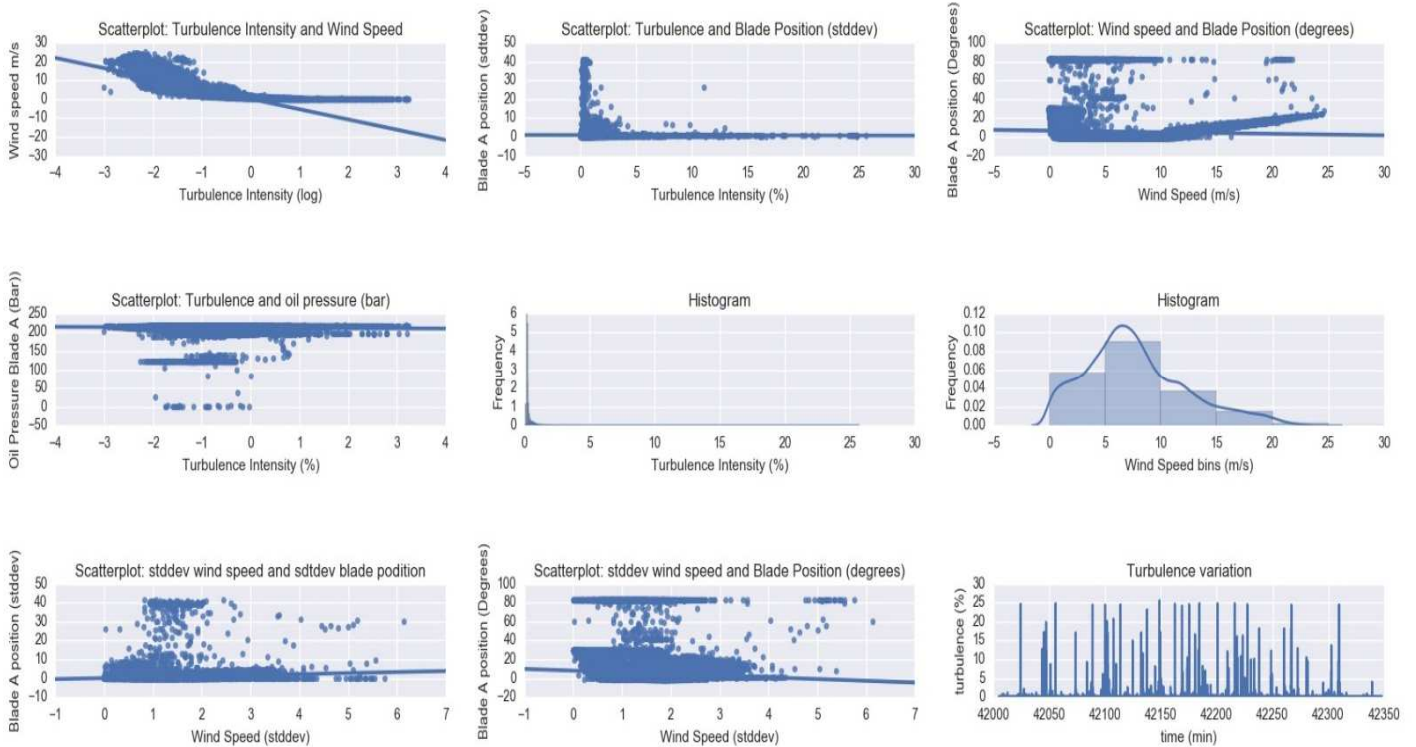 Scatterplot: Turbulence Intensity and Wind Speed
Wind speed m/s
30
20
10
0
−10
−20
−30
−4 −3 −2 −1 0 1 2 3 4
Turbulence Intensity (log)
Scatterplot: Turbulence and Blade Position (stddev)
Blade A position (sdtdev)
50
40
30
20
10
0
−10
−5 0 5 10 15 20 25 30
Turbulence Intensity (%)
Scatterplot: Wind speed and Blade Position (degrees)
Blade A position (Degrees)
100
80
60
40
20
0
−20
−5 0 5 10 15 20 25 30
Wind Speed (m/s)
Scatterplot: Turbulence and oil pressure (bar)
Oil Pressure Blade A (Bar))
250
200
150
100
50
0
−50
−4 −3 −2 −1 0 1 2 3 4
Turbulence Intensity (%)
Histogram
Frequency
6
5
4
3
2
1
0
0 5 10 15 20 25 30
Turbulence Intensity (%)
Histogram
Frequency
0.12
0.10
0.08
0.06
0.04
0.02
0.00
−5 0 5 10 15 20 25 30
Wind Speed bins (m/s)
Scatterplot: stddev wind speed and sdtdev blade podition
Blade A position (stddev)
50
40
30
20
10
0
−10
−1 0 1 2 3 4 5 6 7
Wind Speed (stddev)
Scatterplot: stddev wind speed and Blade Position (degrees)
Blade A position (Degrees)
100
80
60
40
20
0
−20
−1 0 1 2 3 4 5 6 7
Wind Speed (stddev)
Turbulence variation
turbulence (%)
30
25
20
15
10
5
0
42000 42050 42100 42150 42200 42250 42300 42350
time (min)